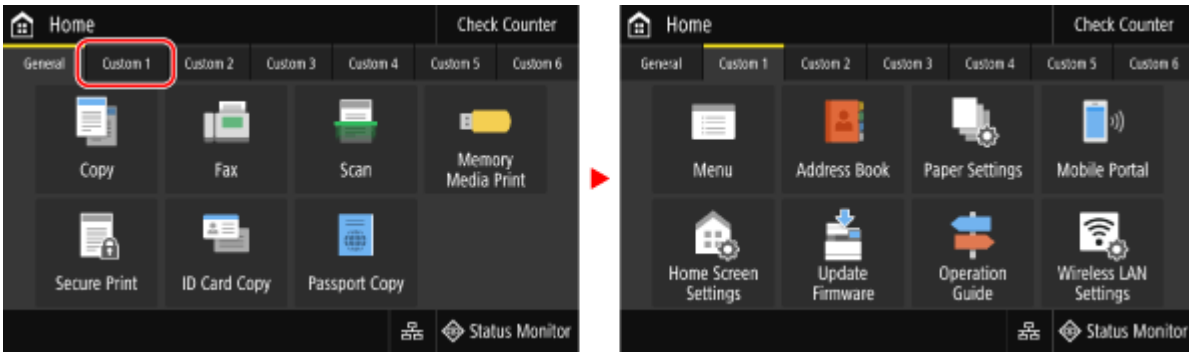 Home
Check Counter
General
Custom 1
Custom 2
Custom 3
Custom 4
Custom 5
Custom 6
Copy
Fax
Scan
Memory
Media Print
Secure Print
ID Card Copy
Passport Copy
Status Monitor
Home
Check Counter
General
Custom 1
Custom 2
Custom 3
Custom 4
Custom 5
Custom 6
Menu
Address Book
Paper Settings
Mobile Portal
Home Screen
Settings
Update
Firmware
Operation
Guide
Wireless LAN
Settings
Status Monitor